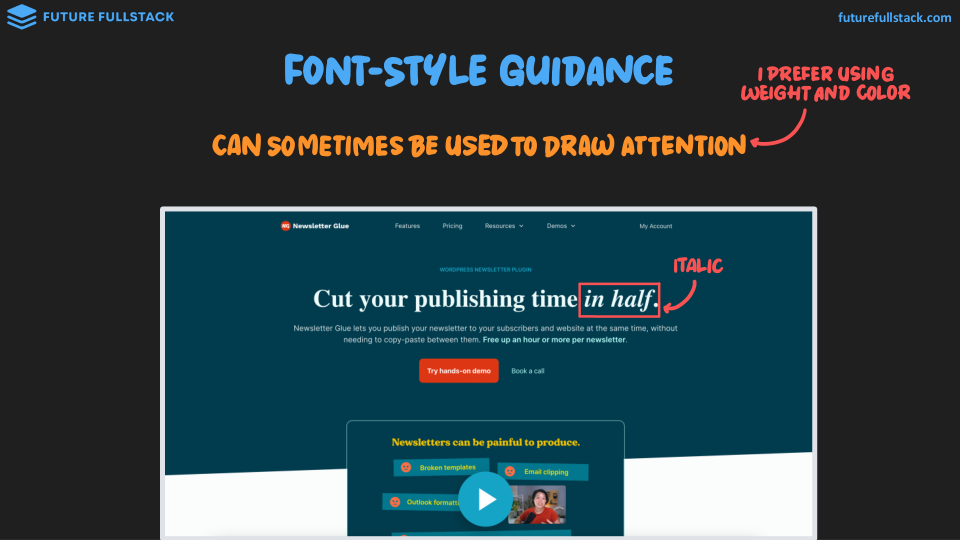 FUTURE FULLSTACK
futurefullstack.com
FONT-STYLE GUIDANCE
I PREFER USING
WEIGHT AND COLOR
CAN SOMETIMES BE USED TO DRAW ATTENTION
NG Newsletter Glue
Features
Pricing
Resources
Demos
My Account
ITALIC
WORDPRESS NEWSLETTER PLUGIN
Cut your publishing time in half.
Newsletter Glue lets you publish your newsletter to your subscribers and website at the same time, without
needing to copy-paste between them. Free up an hour or more per newsletter.
Try hands-on demo
Book a call
Newsletters can be painful to produce.
Broken templates
Email clipping
Outlook